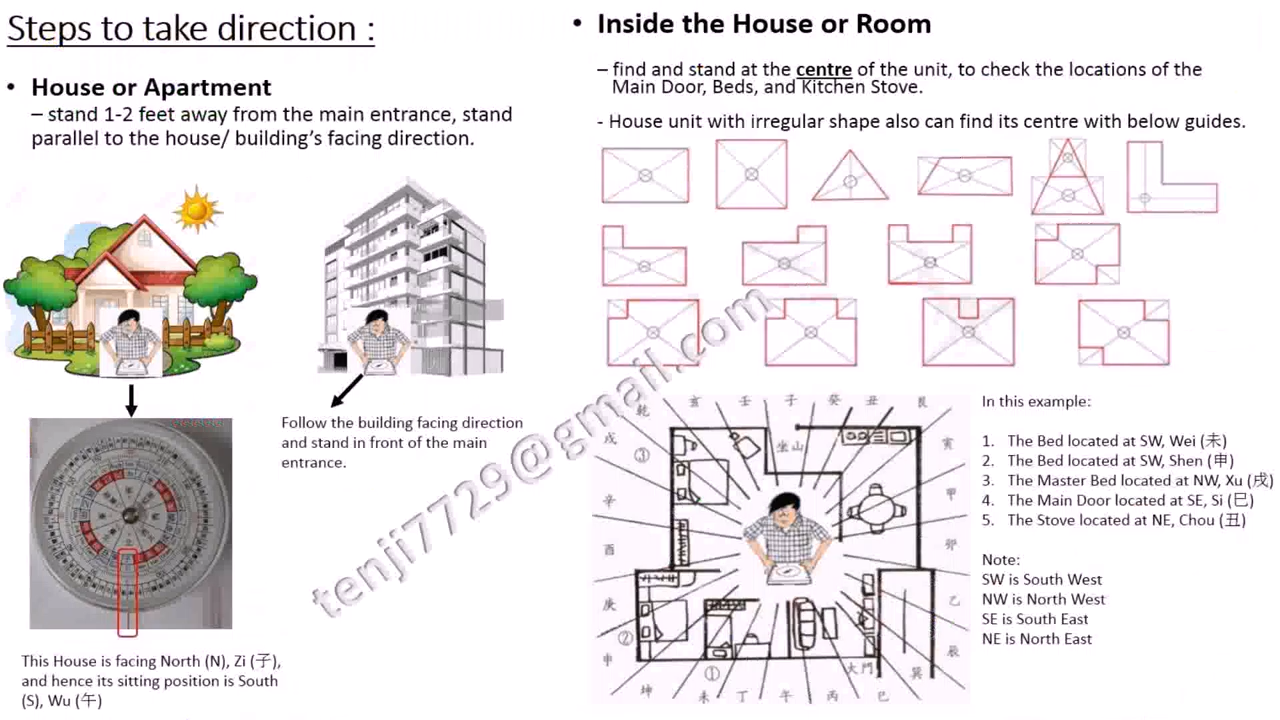 Steps to take direction :
• House or Apartment
– stand 1-2 feet away from the main entrance, stand
parallel to the house/ building's facing direction.
Follow the building facing direction
and stand in front of the main
entrance.
This House is facing North (N), Zi (子),
and hence its sitting position is South
(S), Wu (午)
• Inside the House or Room
– find and stand at the centre of the unit, to check the locations of the
Main Door, Beds, and Kitchen Stove.
- House unit with irregular shape also can find its centre with below guides.
tenji7729@gmail.com
乾 亥 壬 子 癸 丑 艮
戌 坐山 寅
③
辛 甲
酉 卯
庚 乙
②
申 大門 辰
① 巽
坤 未 丁 午 丙 巳
In this example:
1. The Bed located at SW, Wei (未)
2. The Bed located at SW, Shen (申)
3. The Master Bed located at NW, Xu (戌)
4. The Main Door located at SE, Si (巳)
5. The Stove located at NE, Chou (丑)
Note:
SW is South West
NW is North West
SE is South East
NE is North East